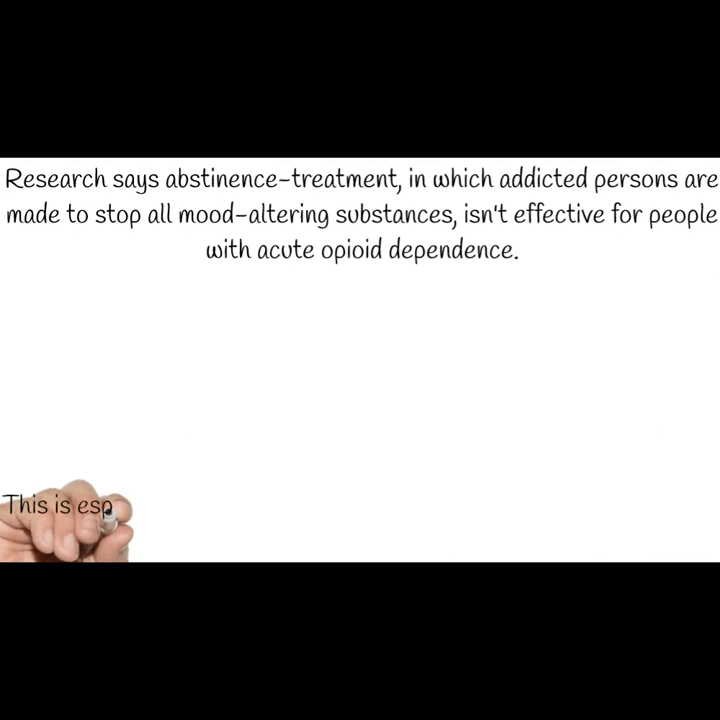 Research says abstinence-treatment, in which addicted persons are
made to stop all mood-altering substances, isn't effective for people
with acute opioid dependence.
This is esp